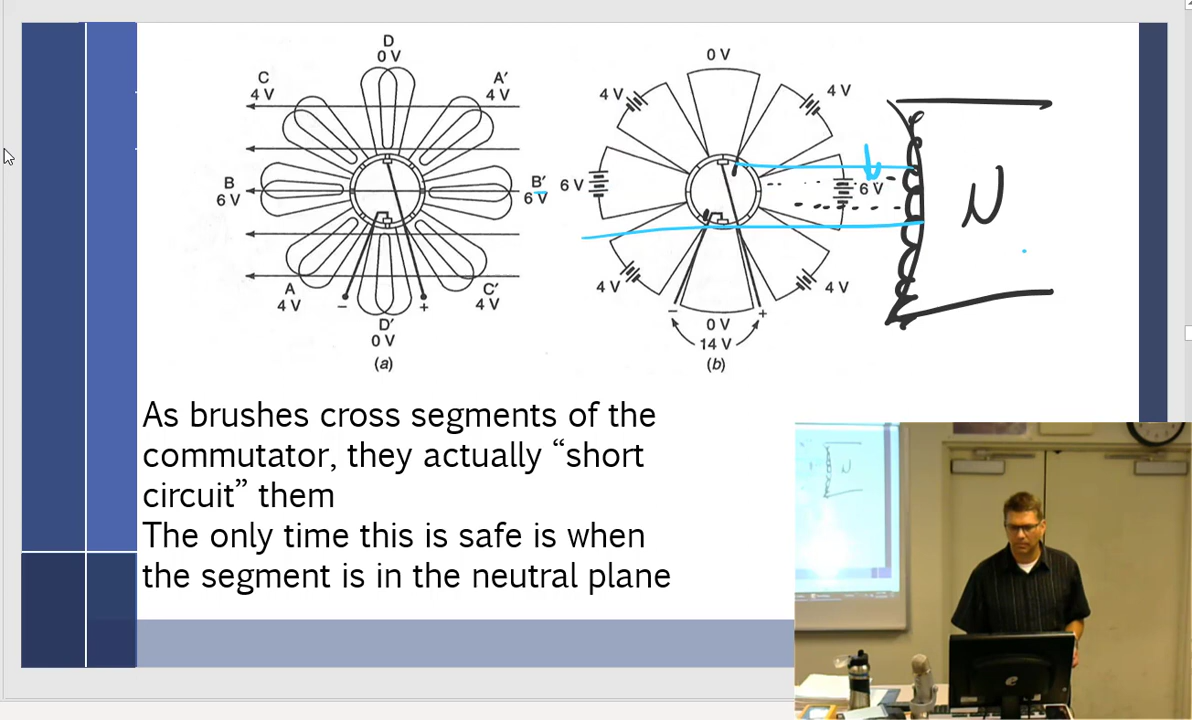 D
0 V
C
4 V
A′
4 V
B
6 V
B′
6 V
A
4 V
C′
4 V
−
+
D′
0 V
(a)
0 V
4 V
4 V
6 V
6 V
4 V
4 V
−
+
0 V
14 V
(b)
N
As brushes cross segments of the
commutator, they actually “short
circuit” them
The only time this is safe is when
the segment is in the neutral plane